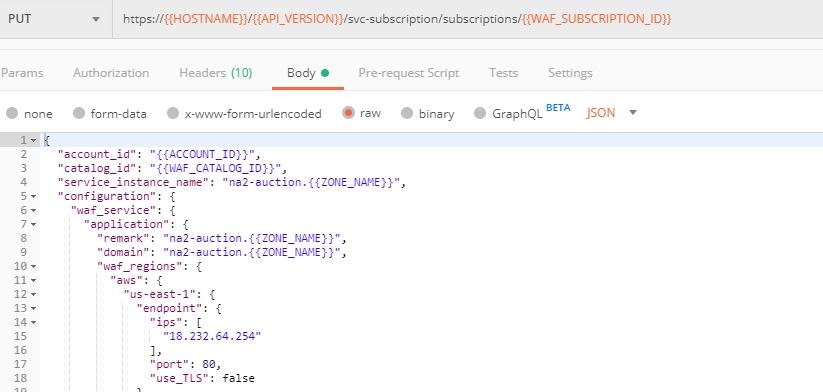 PUT https://{{HOSTNAME}}/{{API_VERSION}}/svc-subscription/subscriptions/{{WAF_SUBSCRIPTION_ID}}
Params Authorization Headers (10) Body Pre-request Script Tests Settings
none form-data x-www-form-urlencoded raw binary GraphQL BETA JSON
1 {
2 "account_id": "{{ACCOUNT_ID}}",
3 "catalog_id": "{{WAF_CATALOG_ID}}",
4 "service_instance_name": "na2-auction.{{ZONE_NAME}}",
5 "configuration": {
6 "waf_service": {
7 "application": {
8 "remark": "na2-auction.{{ZONE_NAME}}",
9 "domain": "na2-auction.{{ZONE_NAME}}",
10 "waf_regions": {
11 "aws": {
12 "us-east-1": {
13 "endpoint": {
14 "ips": [
15 "18.232.64.254"
16 ],
17 "port": 80,
18 "use_TLS": false
19 }